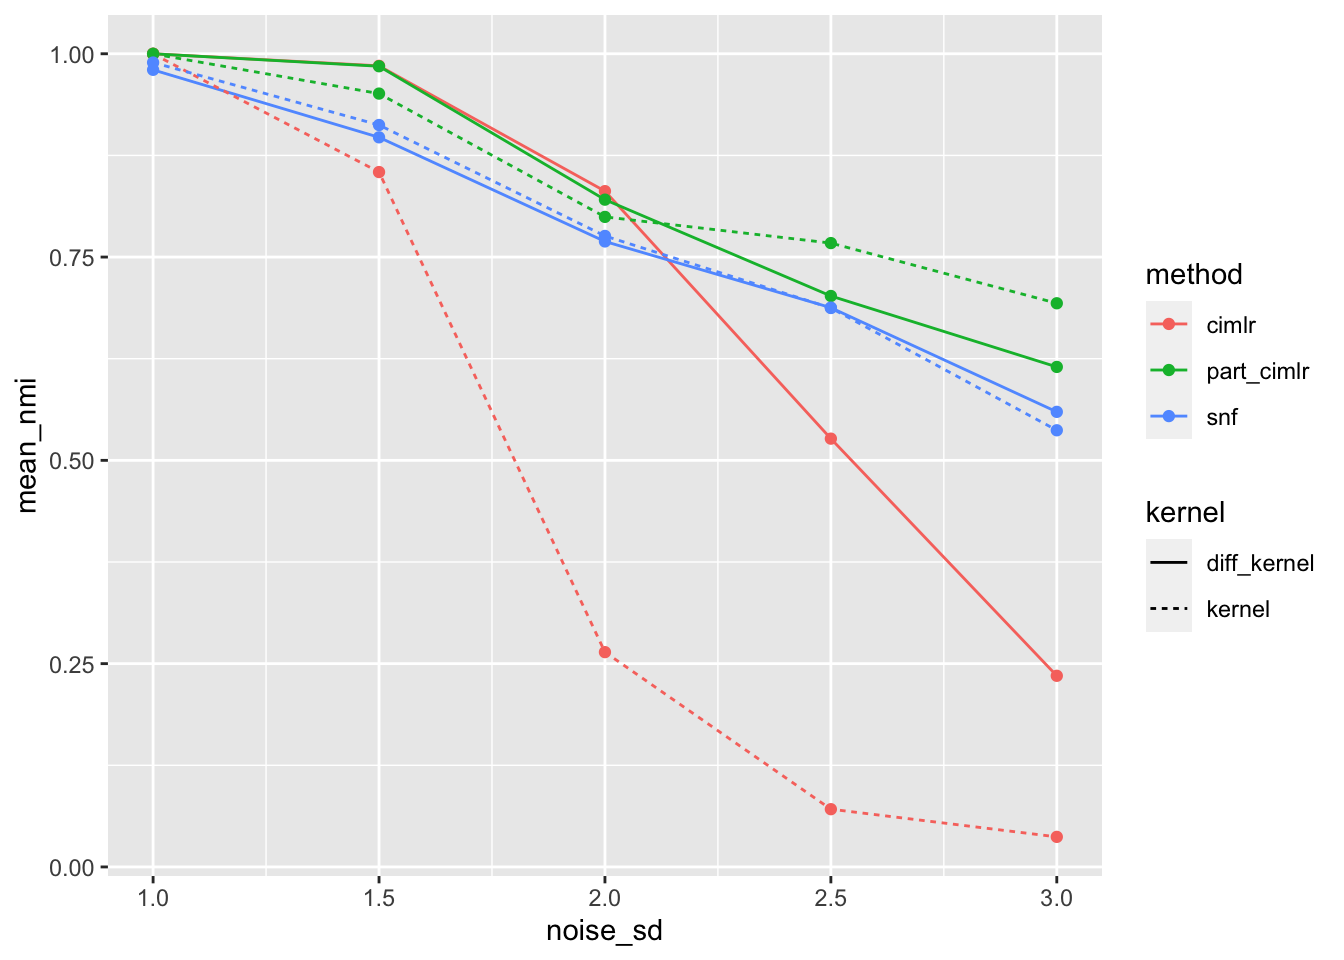 1.00
0.75
0.50
0.25
0.00
mean_nmi
1.0 1.5 2.0 2.5 3.0
noise_sd
method
cimlr
part_cimlr
snf
kernel
diff_kernel
kernel